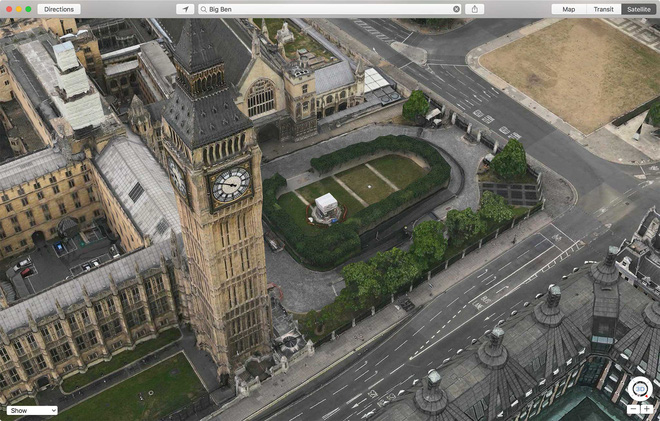 Directions
Big Ben
Map
Transit
Satellite
Show
3D